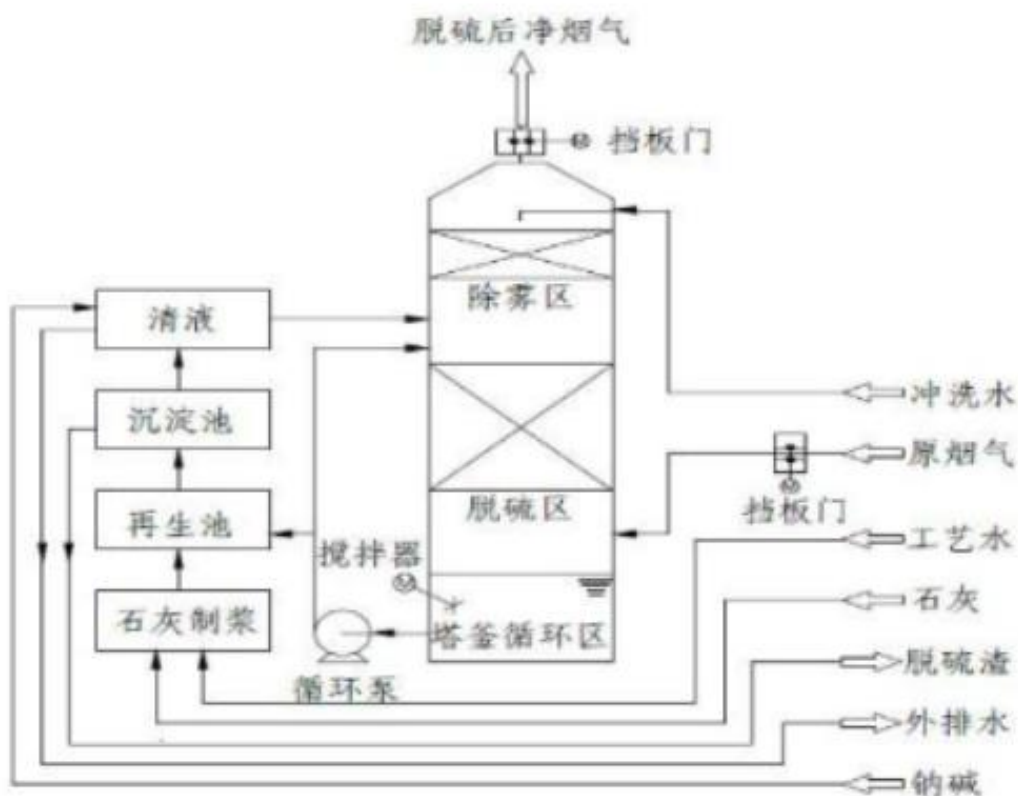 脱硫后净烟气
挡板门
除雾区
清液
冲洗水
沉淀池
原烟气
脱硫区
挡板门
再生池
搅拌器
工艺水
石灰制浆
塔釜循环区
石灰
循环泵
脱硫渣
外排水
钠碱